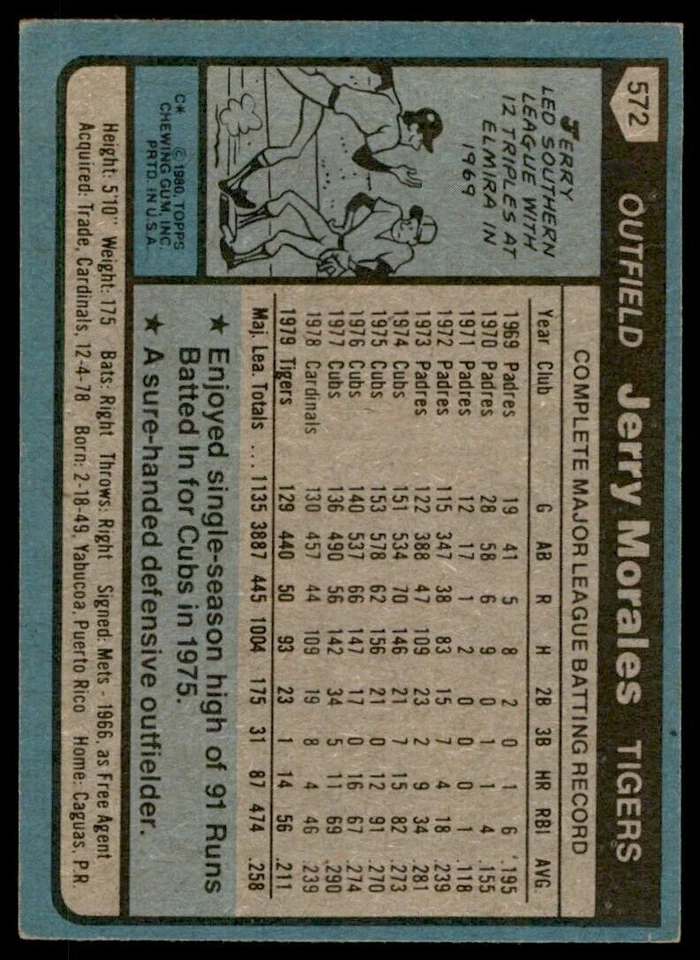 572 OUTFIELD Jerry Morales TIGERS
JERRY
LED SOUTHERN
LEAGUE WITH
12 TRIPLES AT
ELMIRA IN
1969
C* © 1980, TOPPS
CHEWING GUM, INC.
PRTD. IN U.S.A.
COMPLETE MAJOR LEAGUE BATTING RECORD
Year Club G AB R H 2B 3B HR RBI AVG.
1969 Padres 19 41 5 8 2 0 1 6 .195
1970 Padres 28 58 6 9 0 1 1 4 .155
1971 Padres 12 17 1 2 0 0 0 1 .118
1972 Padres 115 347 38 83 15 7 4 18 .239
1973 Padres 122 388 47 109 23 2 9 34 .281
1974 Cubs 151 534 70 146 21 7 15 82 .273
1975 Cubs 153 578 62 156 21 0 12 91 .270
1976 Cubs 140 537 66 147 17 0 16 67 .274
1977 Cubs 136 490 56 142 34 5 11 69 .290
1978 Cardinals 130 457 44 109 19 8 4 46 .239
1979 Tigers 129 440 50 93 23 1 14 56 .211
Maj. Lea. Totals . . . . 1135 3887 445 1004 175 31 87 474 .258
★ Enjoyed single-season high of 91 Runs
Batted In for Cubs in 1975.
★ A sure-handed defensive outfielder.
Height: 5'10" Weight: 175 Bats: Right Throws: Right Signed: Mets - 1966, as Free Agent
Acquired: Trade, Cardinals, 12-4-78 Born: 2-18-49, Yabucoa, Puerto Rico Home: Caguas, P.R.